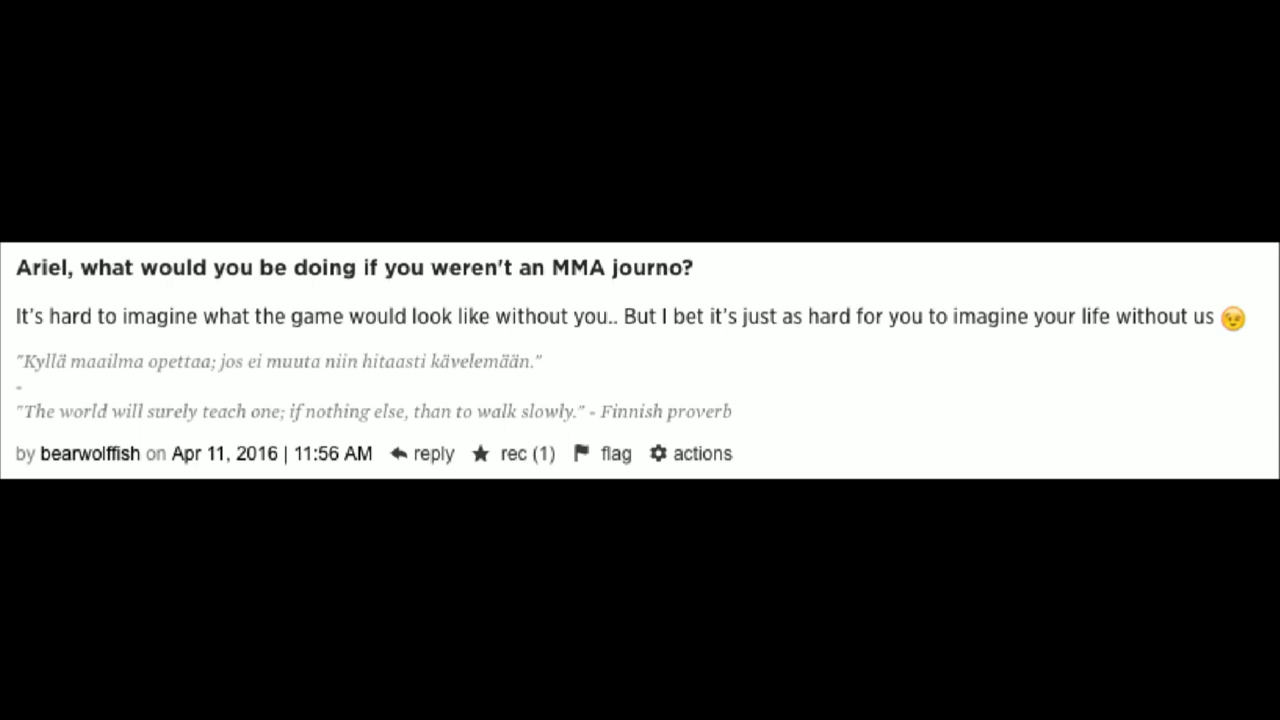 Ariel, what would you be doing if you weren't an MMA journo?
It's hard to imagine what the game would look like without you.. But I bet it's just as hard for you to imagine your life without us 😉
"Kyllä maailma opettaa; jos ei muuta niin hitaasti kävelemään."
-
"The world will surely teach one; if nothing else, than to walk slowly." - Finnish proverb
by bearwolffish on Apr 11, 2016 | 11:56 AM reply rec (1) flag actions